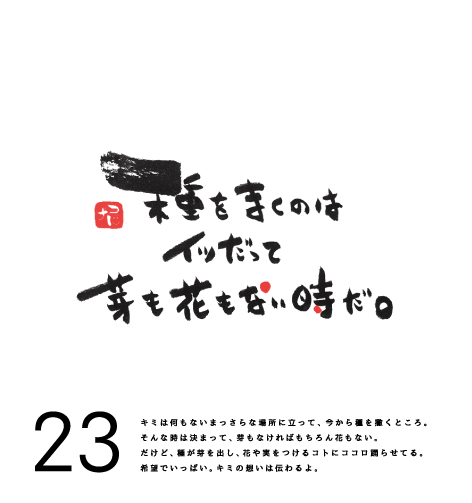 種をまくのは
イツだって
芽も花もない時だ。
23
キミは何もないまっさらな場所に立って、今から種を撒くところ。
そんな時は決まって、芽もなければもちろん花もない。
だけど、種が芽を出し、花や実をつけるコトにココロ踊らせてる。
希望でいっぱい。キミの想いは伝わるよ。